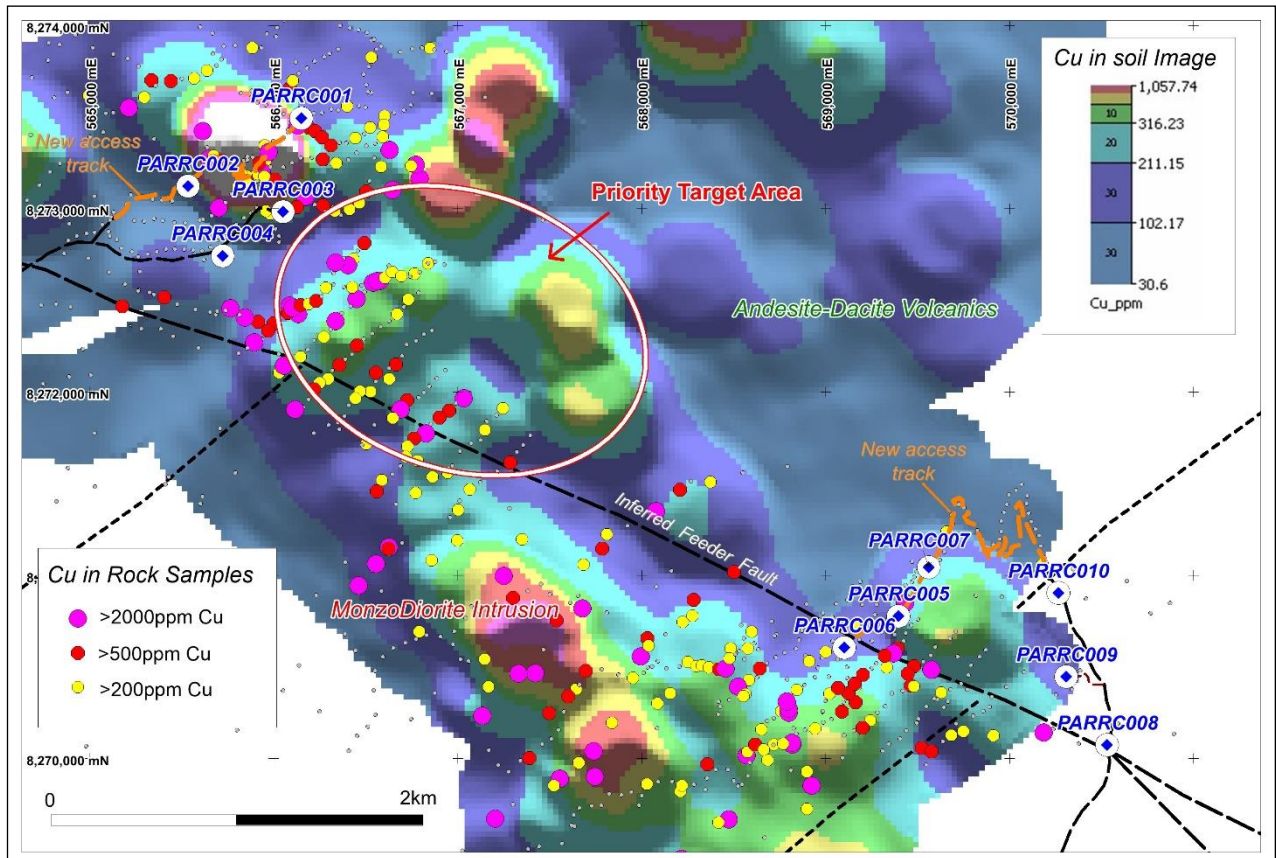 8,274,000 mN
565,000 mE
566,000 mE
567,000 mE
568,000 mE
569,000 mE
570,000 mE
Cu in soil Image
1,057.74
10
316.23
20
211.15
30
102.17
30
30.6
Cu_ppm
PARRC001
New access
track
PARRC002
PARRC003
8,273,000 mN
PARRC004
Priority Target Area
Andesite-Dacite Volcanics
8,272,000 mN
New access
track
Inferred Feeder Fault
PARRC007
PARRC010
PARRC005
PARRC006
PARRC009
PARRC008
MonzoDiorite Intrusion
Cu in Rock Samples
>2000ppm Cu
>500ppm Cu
>200ppm Cu
8,270,000 mN
0
2km